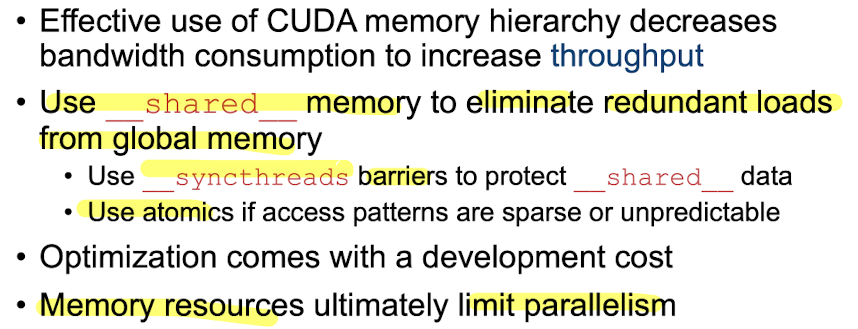 • Effective use of CUDA memory hierarchy decreases
bandwidth consumption to increase throughput
• Use __shared__ memory to eliminate redundant loads
from global memory
• Use __syncthreads barriers to protect __shared__ data
• Use atomics if access patterns are sparse or unpredictable
• Optimization comes with a development cost
• Memory resources ultimately limit parallelism